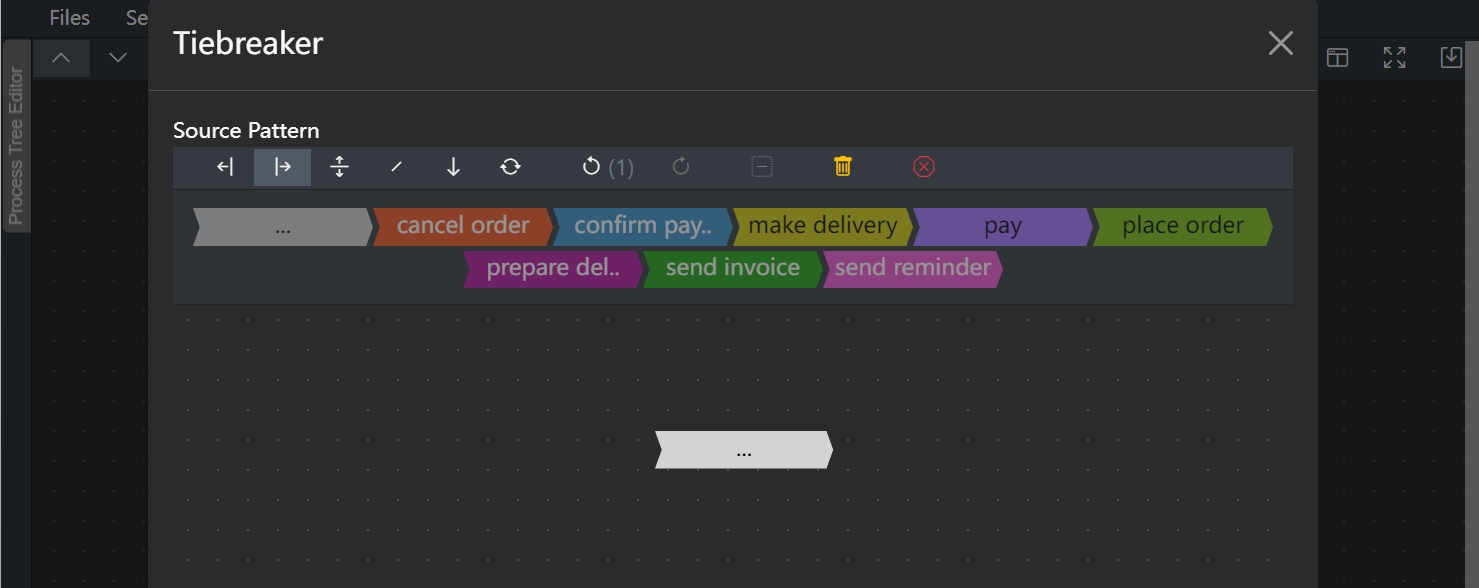 Files Se
Tiebreaker
Process Tree Editor
Source Pattern
(1)
... cancel order confirm pay.. make delivery pay place order
prepare del.. send invoice send reminder
...